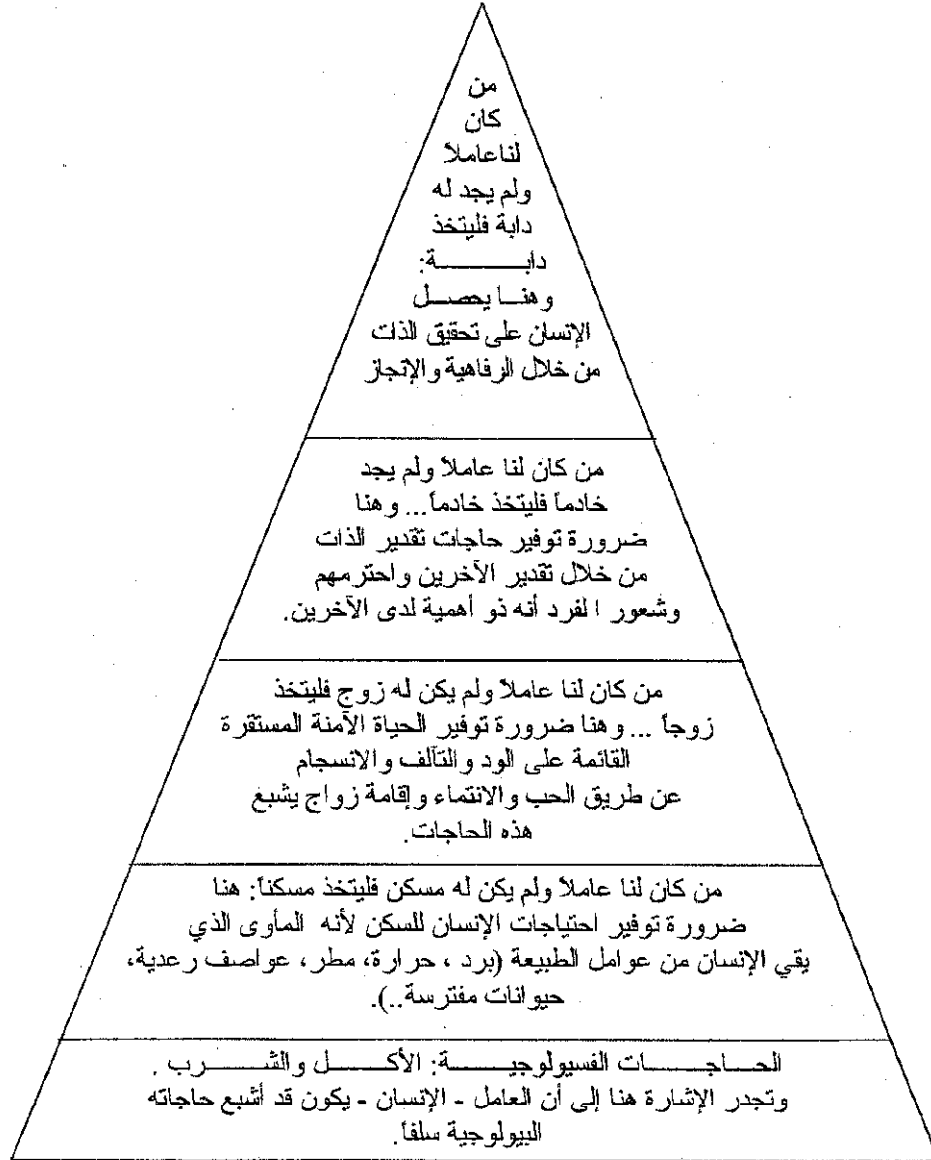 من
كان
لنا عاملاً
ولم يجد له
دابة فليتخذ
دابـــــــة:
وهنـــا يحصـــل
الإنسان على تحقيق الذات
من خلال الرفاهية والإنجاز
من كان لنا عاملاً ولم يجد
خادماً فليتخذ خادماً... وهنا
ضرورة توفير حاجات تقدير الذات
من خلال تقدير الآخرين واحترمهم
وشعور الفرد أنه ذو أهمية لدى الآخرين.
من كان لنا عاملاً ولم يكن له زوج فليتخذ
زوجاً ... وهنا ضرورة توفير الحياة الآمنة المستقرة
القائمة على الود والتآلف والانسجام
عن طريق الحب والانتماء وإقامة زواج يشبع
هذه الحاجات.
من كان لنا عاملاً ولم يكن له مسكن فليتخذ مسكناً: هنا
ضرورة توفير احتياجات الإنسان للسكن لأنه المأوى الذي
يقي الإنسان من عوامل الطبيعة (برد ، حرارة، مطر، عواصف رعدية،
حيوانات مفترسة..).
الحـــاجـــــات الفسيولوجيـــــــة: الأكـــــل والشـــــرب .
وتجدر الإشارة هنا إلى أن العامل - الإنسان - يكون قد أشبع حاجاته
البيولوجية سلفاً.